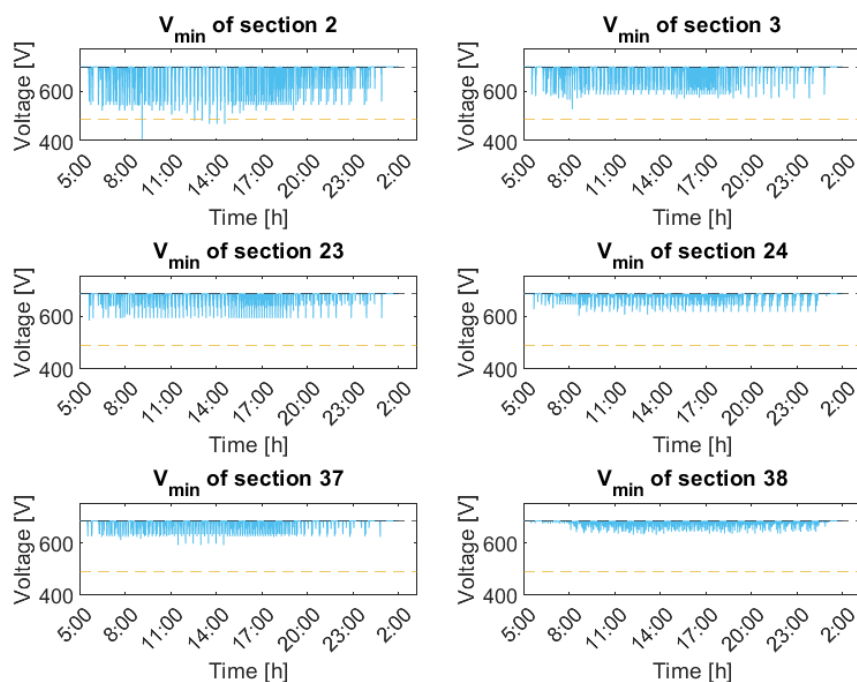 V_min of section 2
Voltage [V]
600
400
5:00 8:00 11:00 14:00 17:00 20:00 23:00 2:00
Time [h]
V_min of section 3
Voltage [V]
600
400
5:00 8:00 11:00 14:00 17:00 20:00 23:00 2:00
Time [h]
V_min of section 23
Voltage [V]
600
400
5:00 8:00 11:00 14:00 17:00 20:00 23:00 2:00
Time [h]
V_min of section 24
Voltage [V]
600
400
5:00 8:00 11:00 14:00 17:00 20:00 23:00 2:00
Time [h]
V_min of section 37
Voltage [V]
600
400
5:00 8:00 11:00 14:00 17:00 20:00 23:00 2:00
Time [h]
V_min of section 38
Voltage [V]
600
400
5:00 8:00 11:00 14:00 17:00 20:00 23:00 2:00
Time [h]